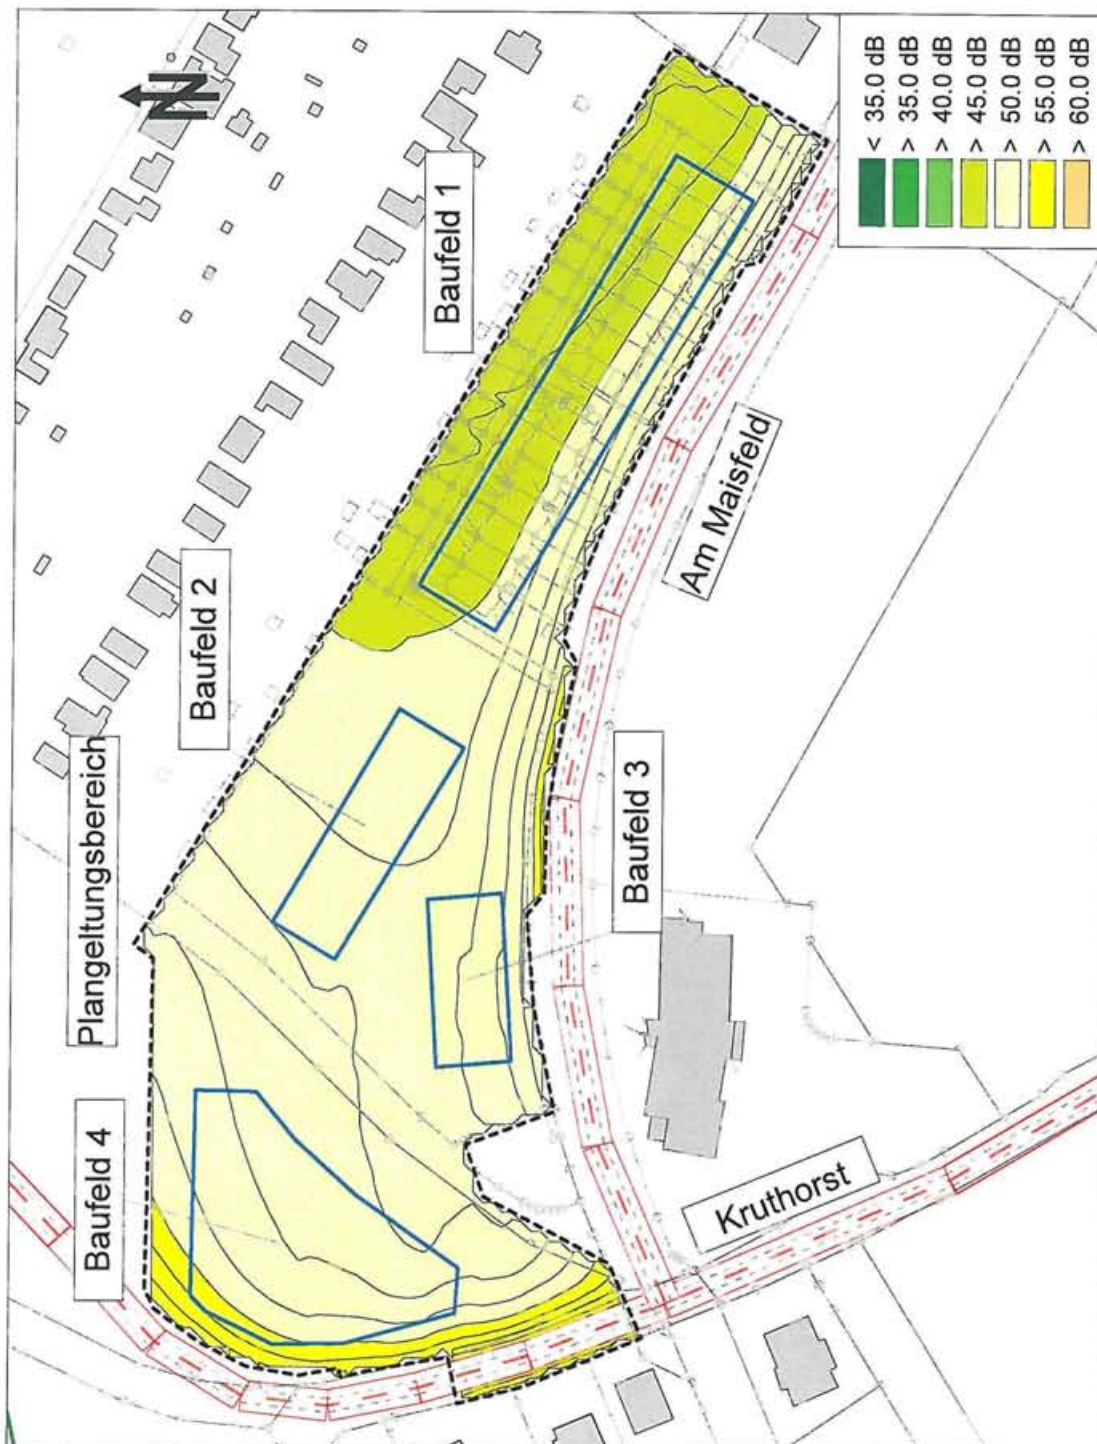 N
Baufeld 1
Baufeld 2
Plangeltungsbereich
Baufeld 4
Baufeld 3
Am Maisfeld
Kruthorst
< 35.0 dB
> 35.0 dB
> 40.0 dB
> 45.0 dB
> 50.0 dB
> 55.0 dB
> 60.0 dB